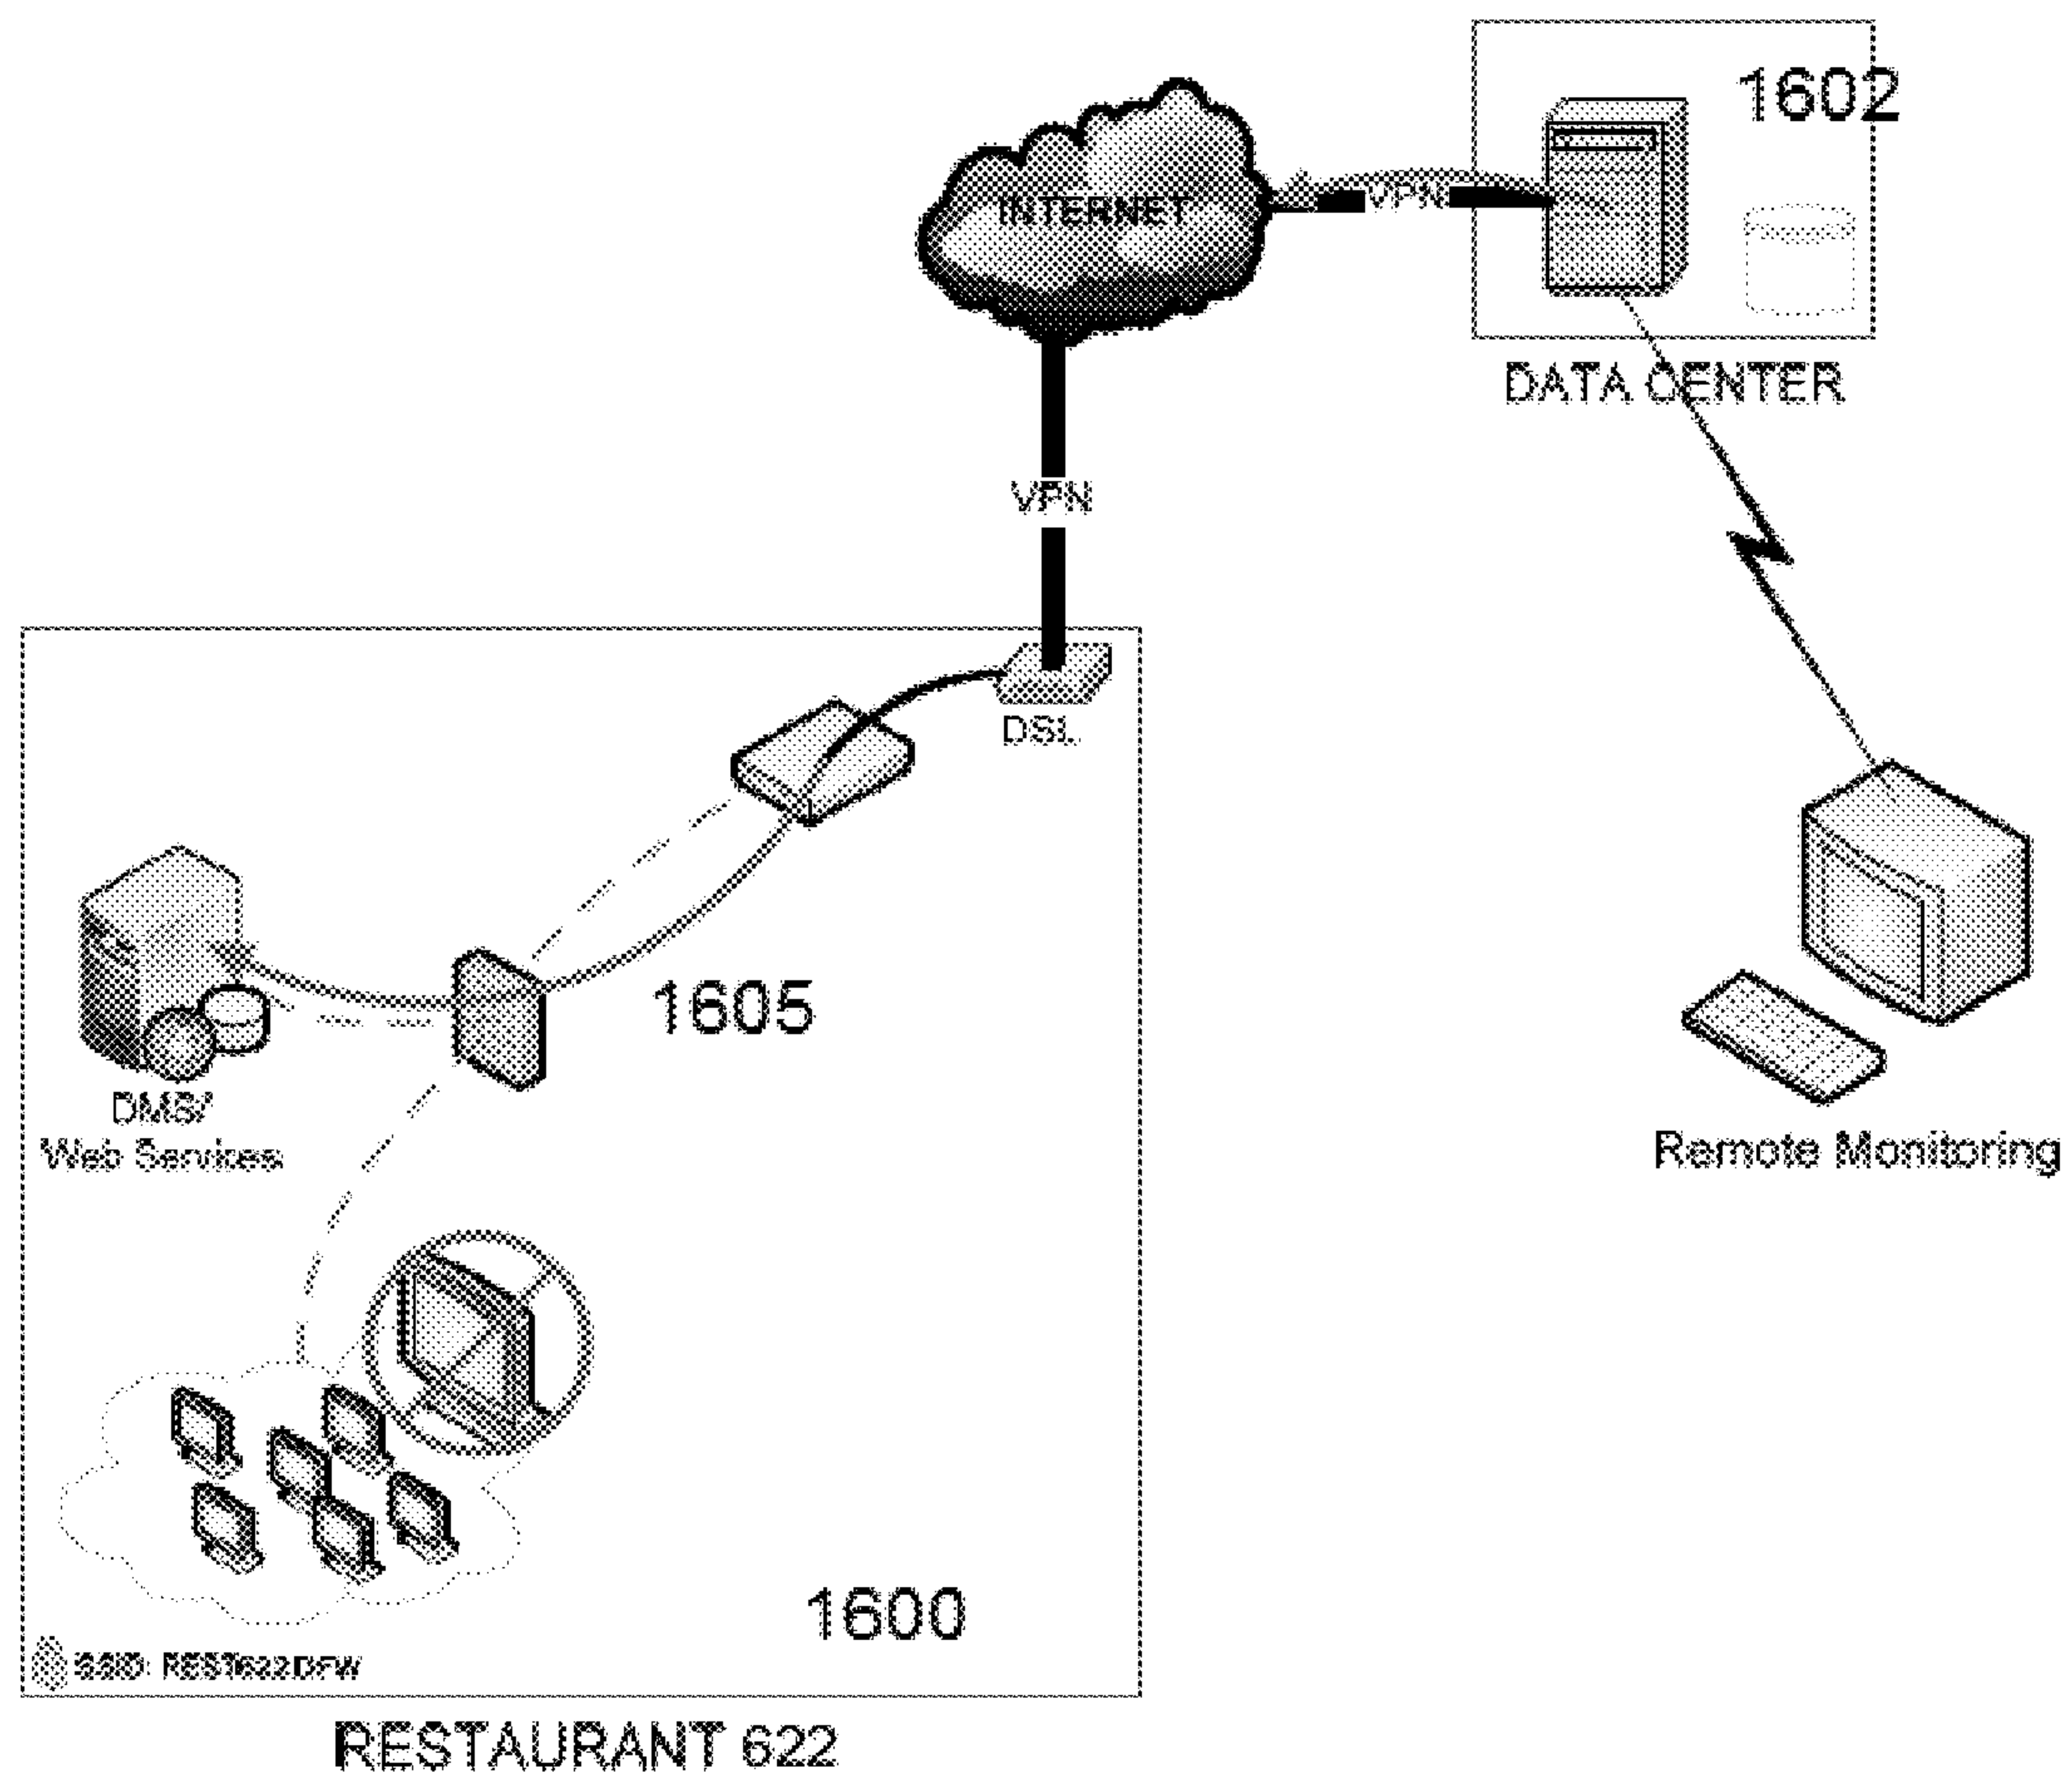 1602
INTERNET
VPN
DATA CENTER
VPN
DSL
1605
DMS/
Web Services
Remote Monitoring
1600
SSID: REST622DFW
RESTAURANT 622